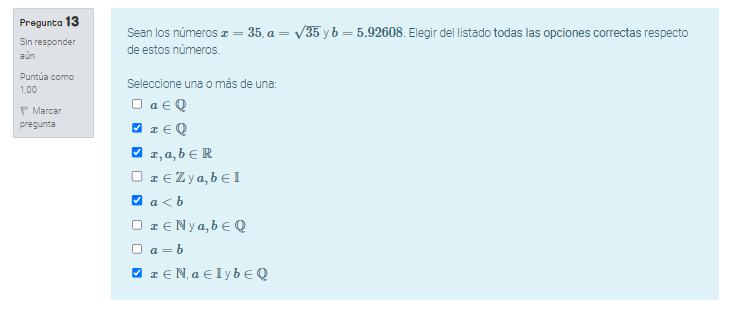 Pregunta 13
Sin responder
aún
Puntúa como
1,00
Marcar
pregunta
Sean los números x = 35, a = √35 y b = 5.92608. Elegir del listado todas las opciones correctas respecto
de estos números.
Seleccione una o más de una:
a ∈ ℚ
x ∈ ℚ
x, a, b ∈ ℝ
x ∈ ℤ y a, b ∈ 𝕀
a < b
x ∈ ℕ y a, b ∈ ℚ
a = b
x ∈ ℕ, a ∈ 𝕀 y b ∈ ℚ